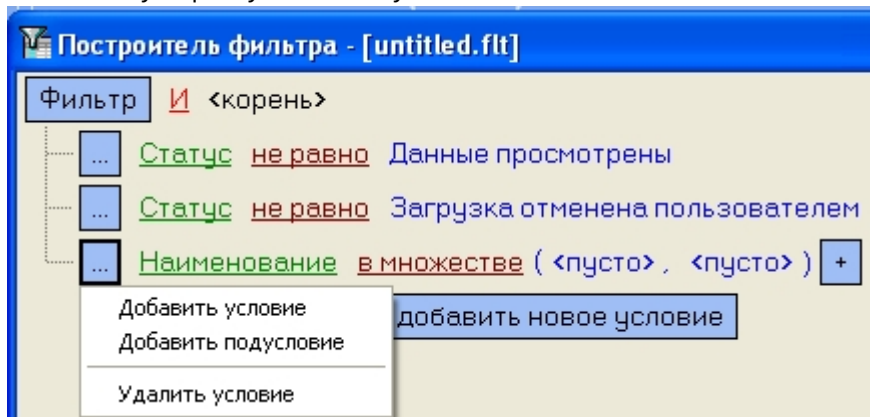 Построитель фильтра - [untitled.flt]
Фильтр И <корень>
... Статус не равно Данные просмотрены
... Статус не равно Загрузка отменена пользователем
... Наименование в множестве ( <пусто> , <пусто> ) +
Добавить условие
добавить новое условие
Добавить подусловие
Удалить условие